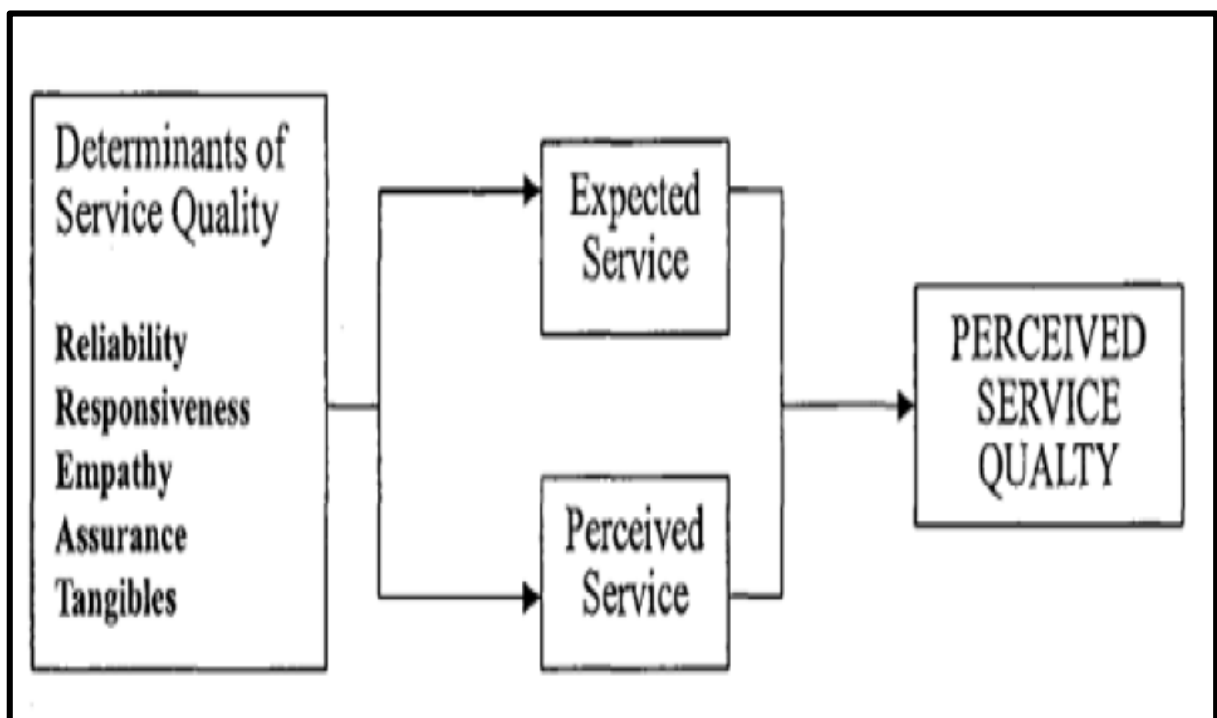 Determinants of
Service Quality
Reliability
Responsiveness
Empathy
Assurance
Tangibles
Expected
Service
Perceived
Service
PERCEIVED
SERVICE
QUALTY